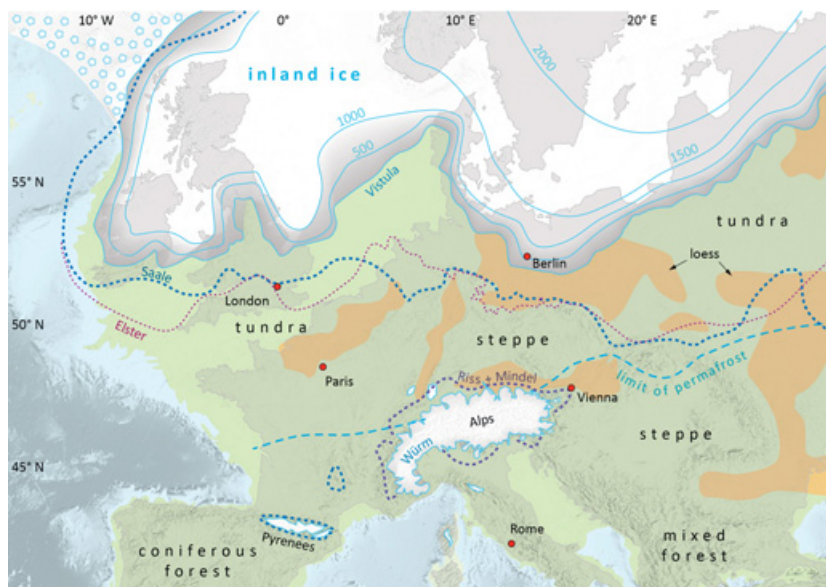 10° W
0°
10° E
20° E
inland ice
2000
1000
500
1500
Vistula
55° N
tundra
loess
Berlin
Saale
London
Elster
50° N
tundra
steppe
Paris
Riss + Mindel
limit of permafrost
Vienna
Alps
Würm
steppe
45° N
Rome
Pyrenees
coniferous
forest
mixed
forest